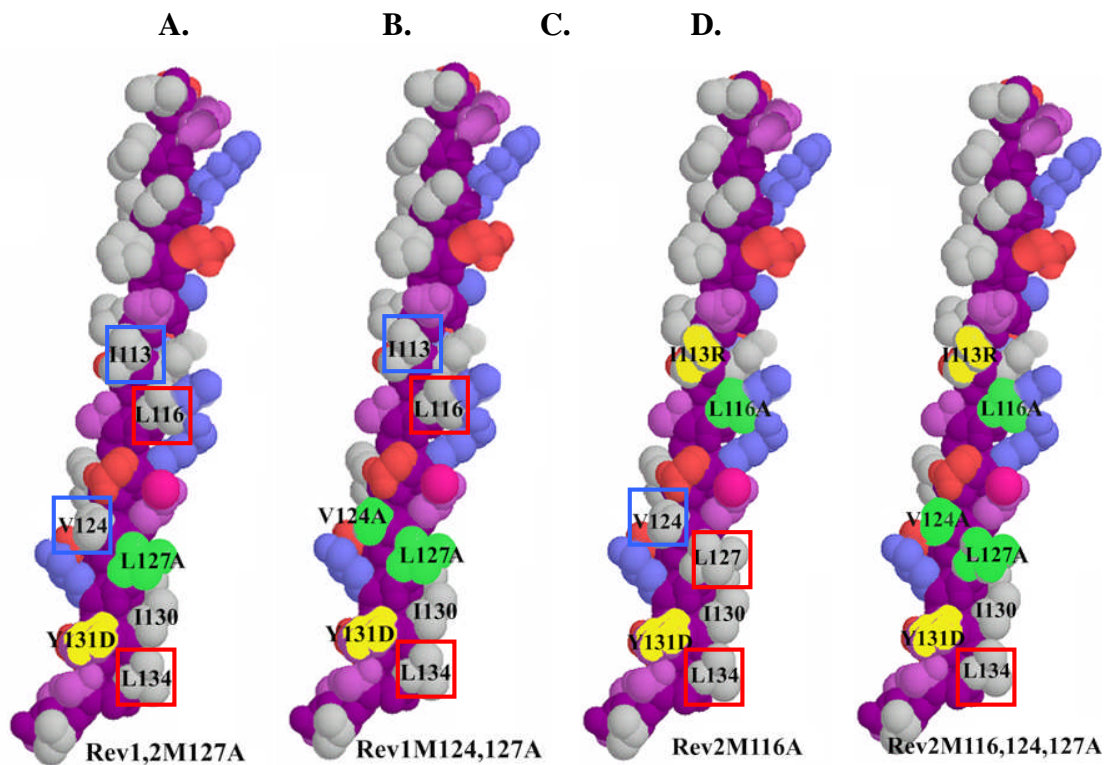 A. B. C. D.
I113 I113 I113R I113R
L116 L116 L116A L116A
V124 V124A V124 V124A
L127A L127A L127 L127A
I130 I130 I130 I130
Y131D Y131D Y131D Y131D
L134 L134 L134 L134
Rev1,2M127A Rev1M124,127A Rev2M116A Rev2M116,124,127A